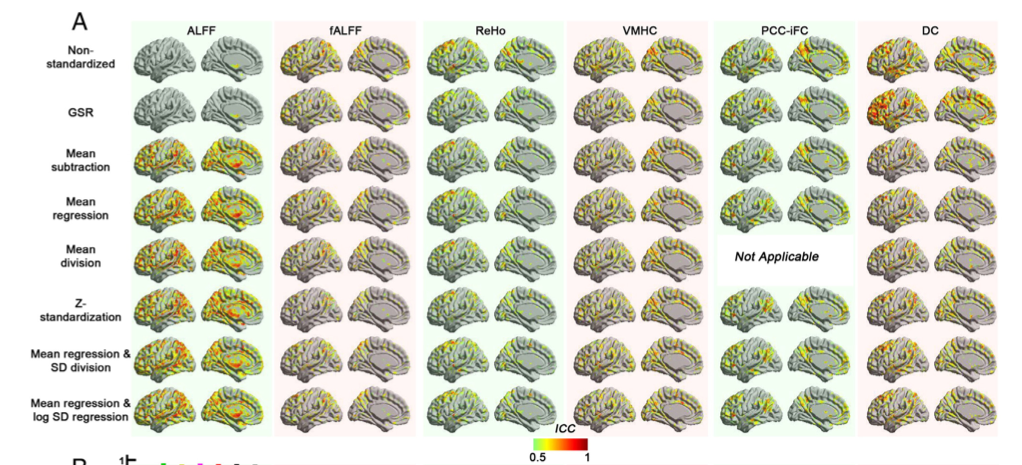 A
ALFF fALFF ReHo VMHC PCC-iFC DC
Non-
standardized
GSR
Mean
subtraction
Mean
regression
Mean
division
Not Applicable
Z-
standardization
Mean regression &
SD division
Mean regression &
log SD regression
ICC
0.5 1